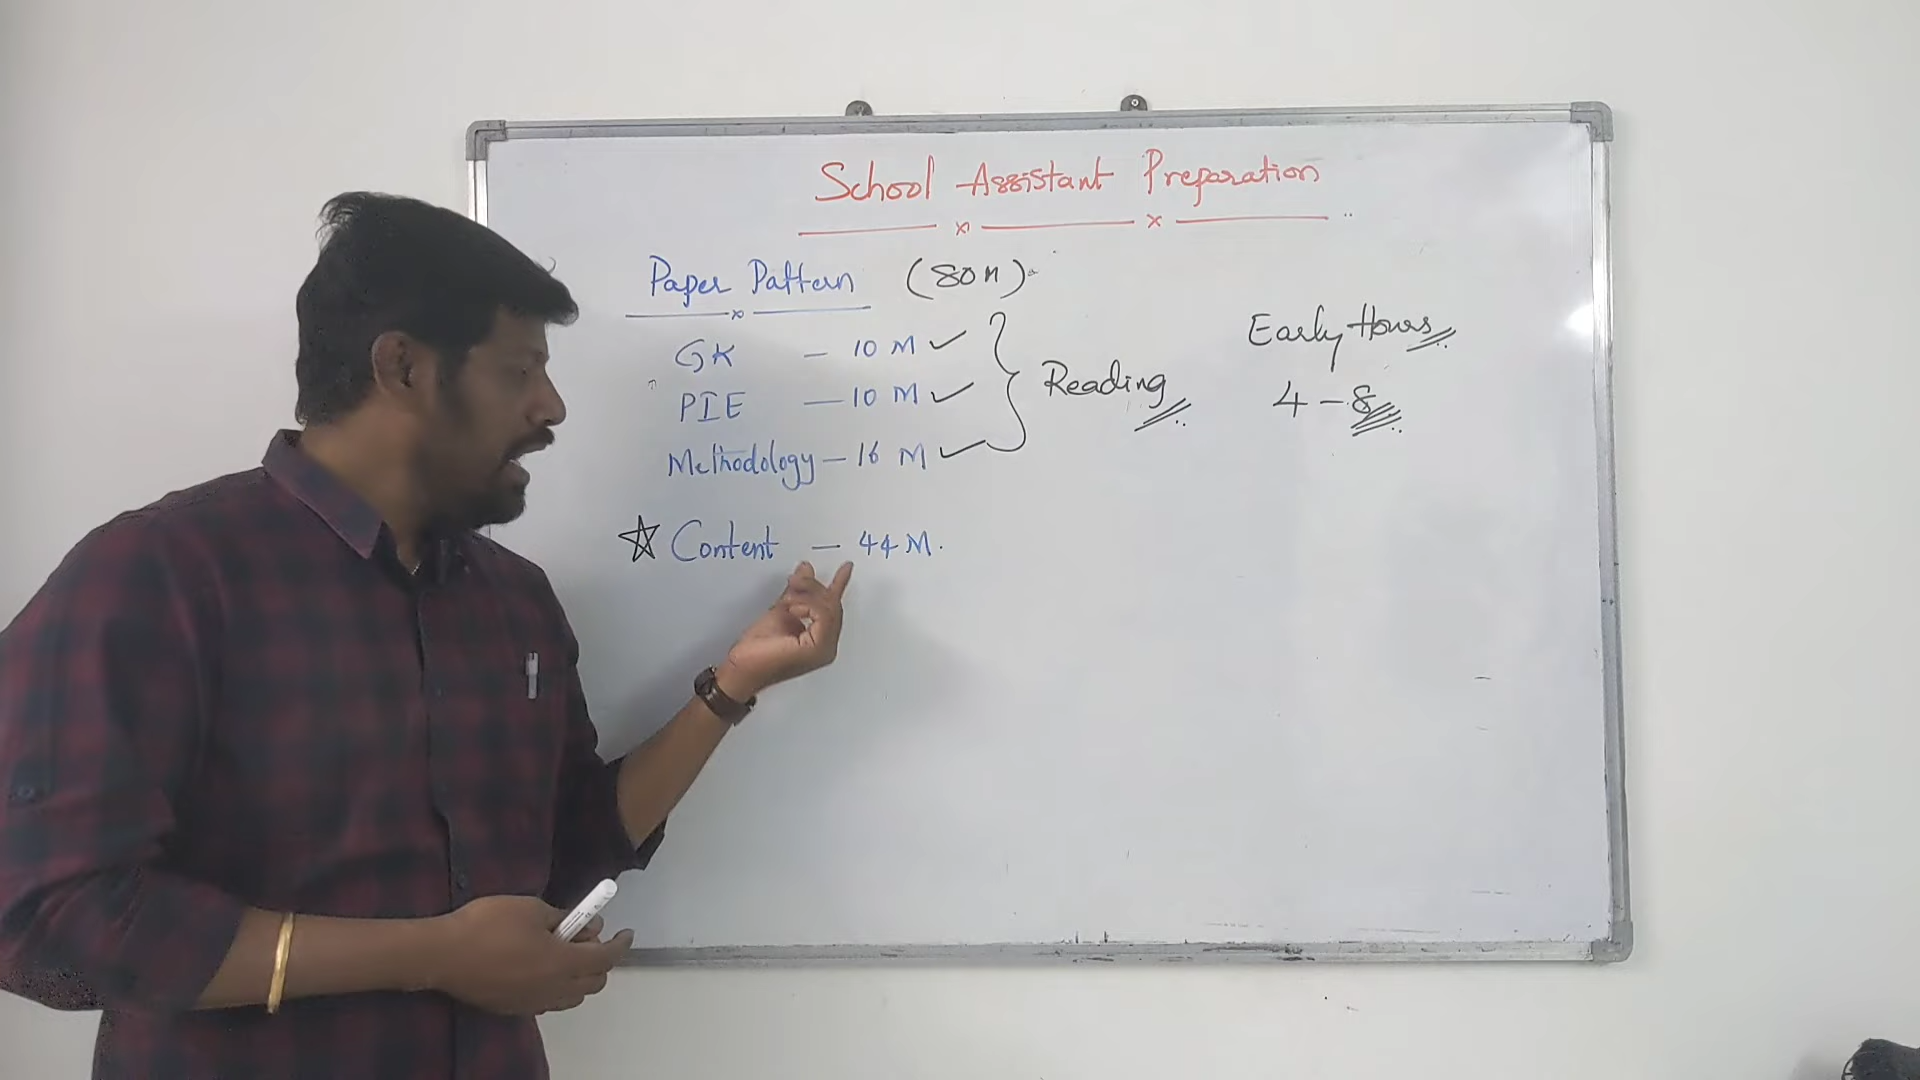 School Assistant Preparation
Paper Pattern (80M)
GK - 10 M
PIE - 10 M
Methodology - 16 M
Reading
Early Hours
4 - 8
Content - 44 M.